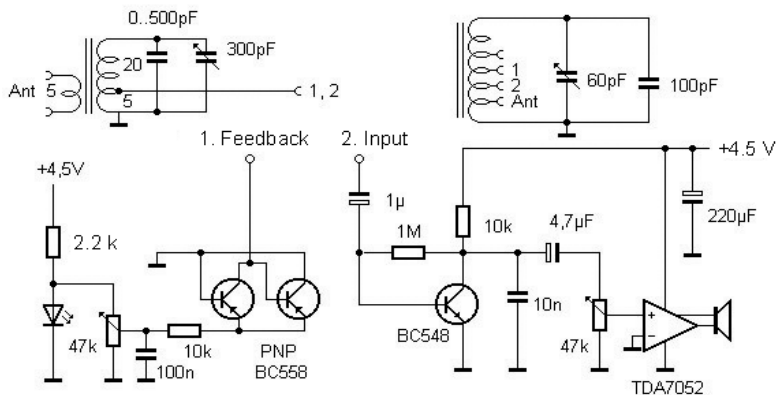 0..500pF
300pF
20
Ant 5
5
1, 2
1
2
Ant
60pF
100pF
1. Feedback
2. Input
+4,5V
+4.5 V
1µ
2.2 k
1M
10k
4,7µF
220µF
10n
BC548
47k
10k
100n
PNP
BC558
47k
+
−
TDA7052